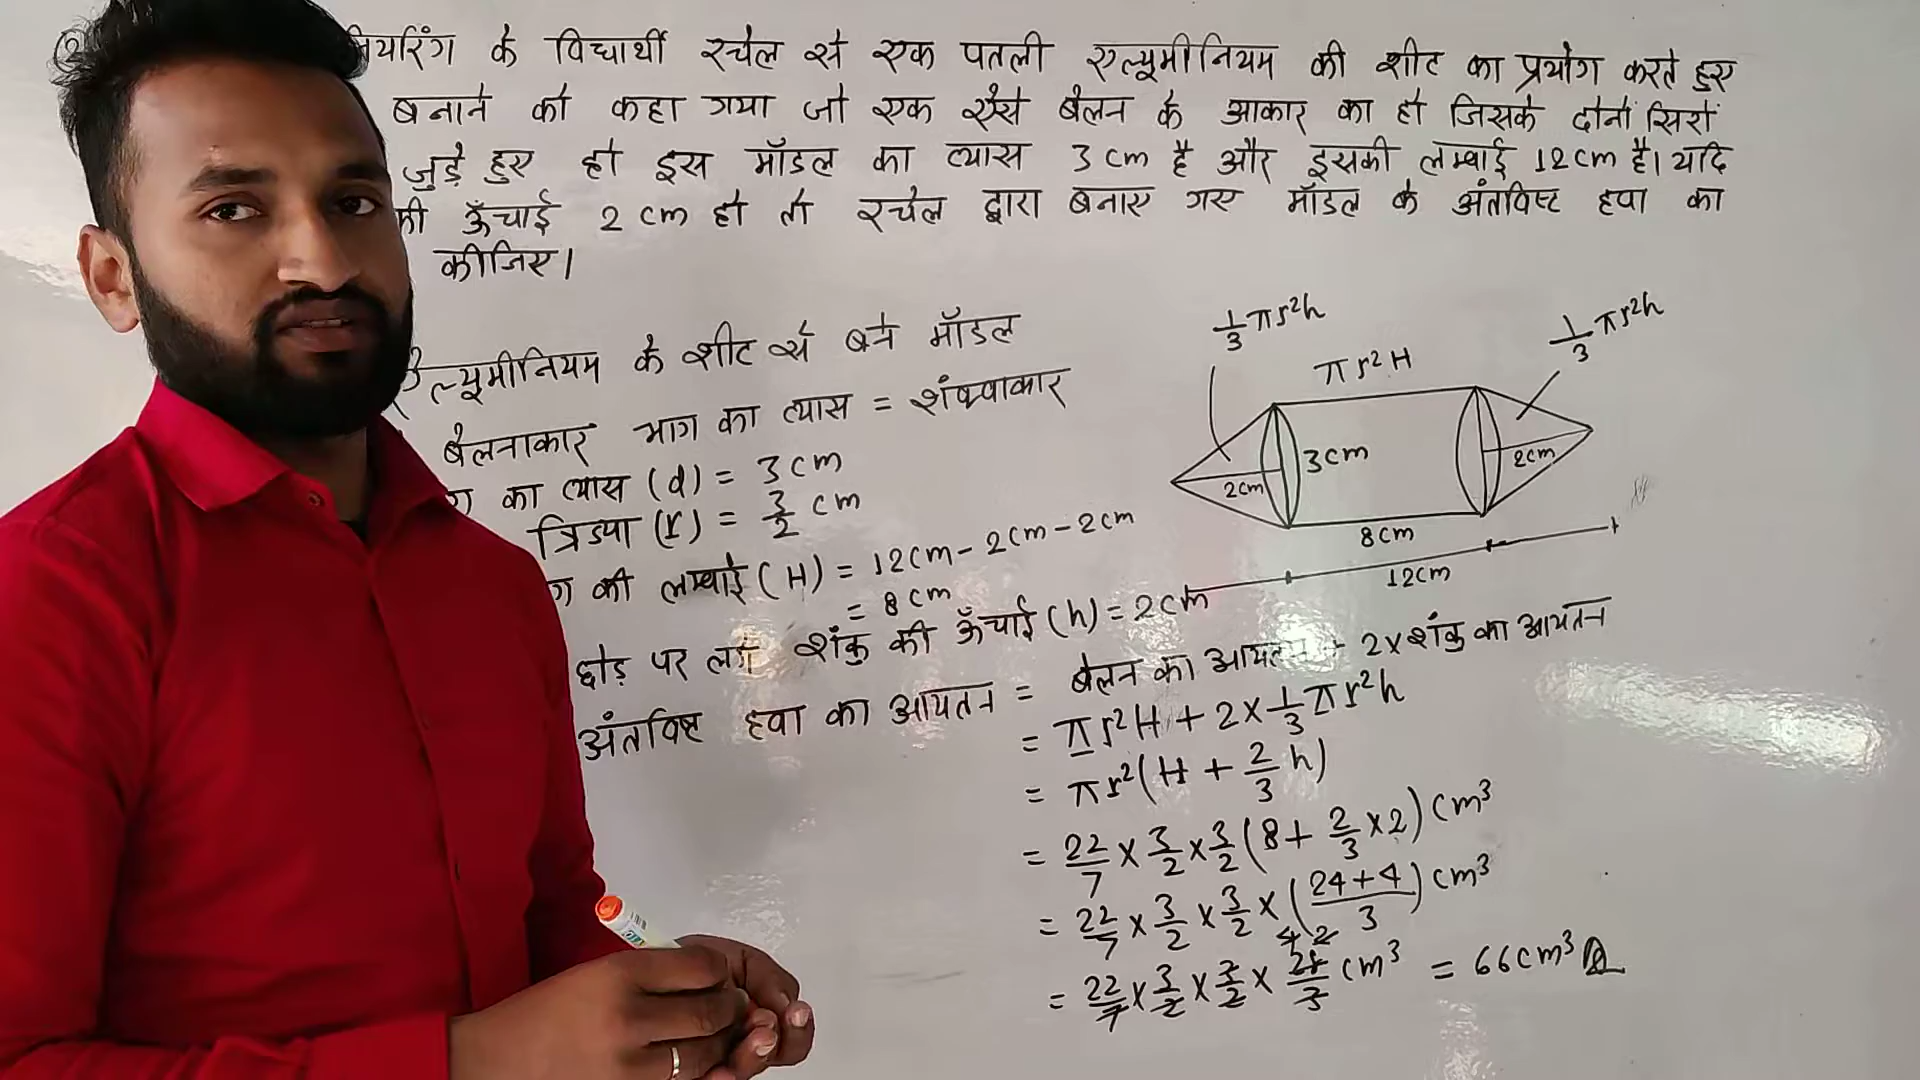 यरिंग के विद्यार्थी रचेल से एक पतली एल्यूमीनियम की शीट का प्रयोग करते हुए
बनाने को कहा गया जो एक ऐसे बेलन के आकार का हो जिसके दोनों सिरों
जुड़े हुए हो इस मॉडल का व्यास 3 cm है और इसकी लम्बाई 12 cm है। यदि
की ऊँचाई 2 cm हो तो रचेल द्वारा बनाए गए मॉडल के अंतर्विष्ट हवा का
कीजिए।
एल्यूमीनियम के शीट से बने मॉडल
बेलनाकार भाग का व्यास = शंक्वाकार
का व्यास (d) = 3 cm
त्रिज्या (r) = 3/2 cm
की लम्बाई (H) = 12 cm - 2 cm - 2 cm
= 8 cm
छोड़ पर लगे शंकु की ऊँचाई (h) = 2 cm
अंतर्विष्ट हवा का आयतन = बेलन का आयतन + 2 × शंकु का आयतन
= πr²H + 2 × 1/3 πr²h
= πr² (H + 2/3 h)
= 22/7 × 3/2 × 3/2 (8 + 2/3 × 2) cm³
= 22/7 × 3/2 × 3/2 × (24 + 4 / 3) cm³
= 22/7 × 3/2 × 3/2 × 28/3 cm³ = 66 cm³
1/3 πr²h
πr²H
1/3 πr²h
2cm
3cm
2cm
8cm
12cm